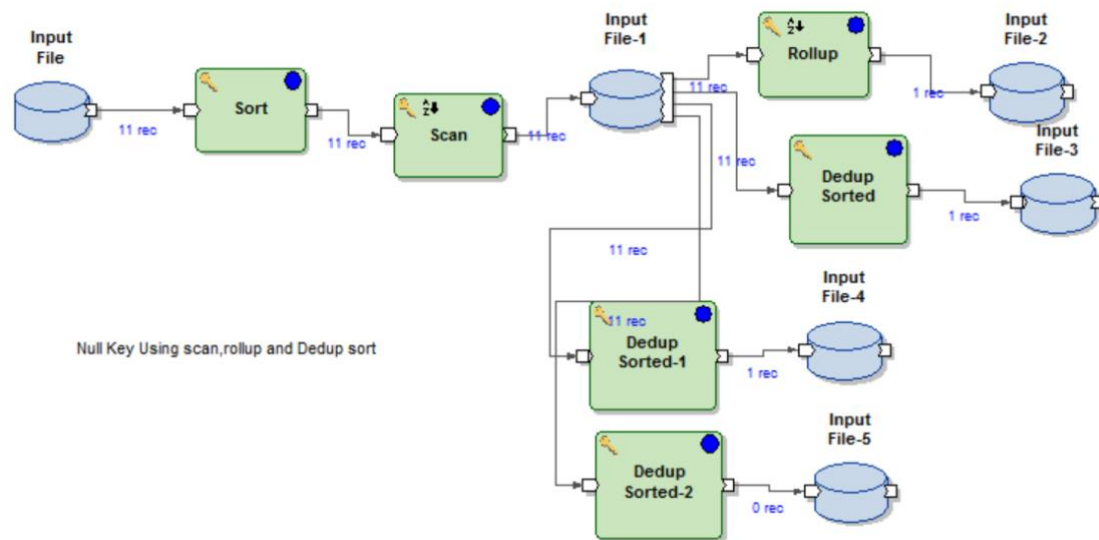 Input
File
11 rec
Sort
11 rec
Scan
11 rec
Input
File-1
11 rec
Rollup
1 rec
Input
File-2
11 rec
Dedup
Sorted
1 rec
Input
File-3
11 rec
11 rec
Dedup
Sorted-1
1 rec
Input
File-4
Null Key Using scan,rollup and Dedup sort
Dedup
Sorted-2
0 rec
Input
File-5